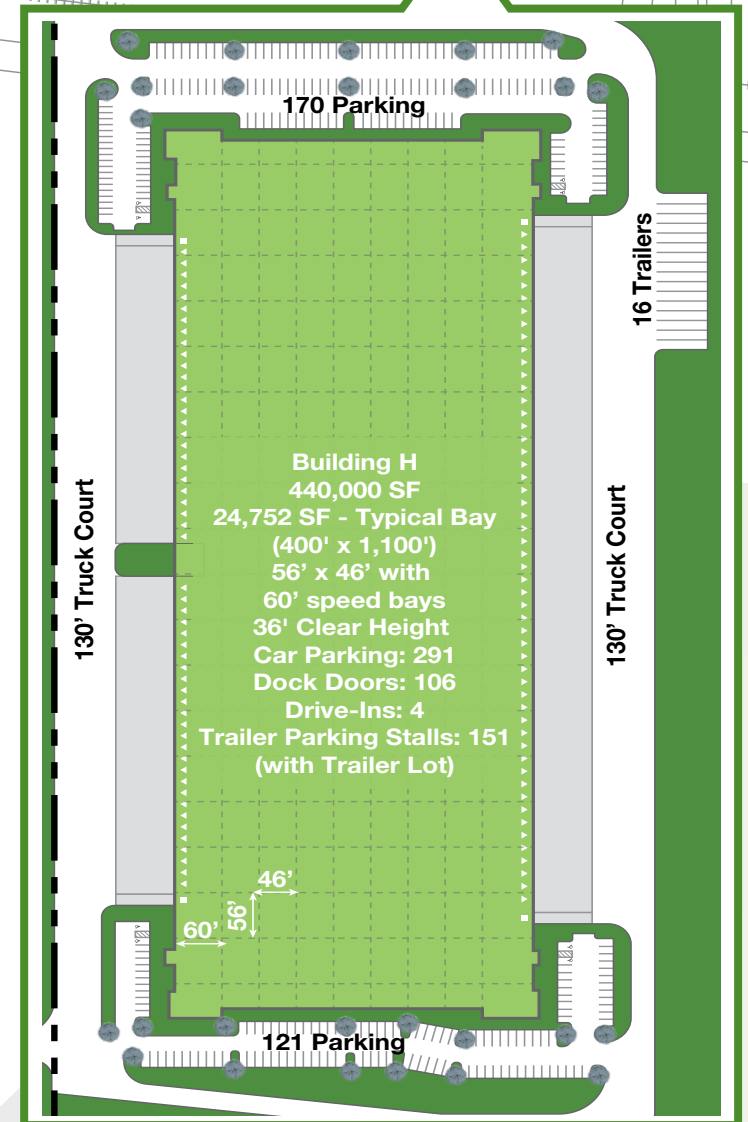 170 Parking
16 Trailers
130’ Truck Court
130’ Truck Court
Building H
440,000 SF
24,752 SF - Typical Bay
(400' x 1,100')
56’ x 46’ with
60’ speed bays
36' Clear Height
Car Parking: 291
Dock Doors: 106
Drive-Ins: 4
Trailer Parking Stalls: 151
(with Trailer Lot)
46’
56’
60’
121 Parking